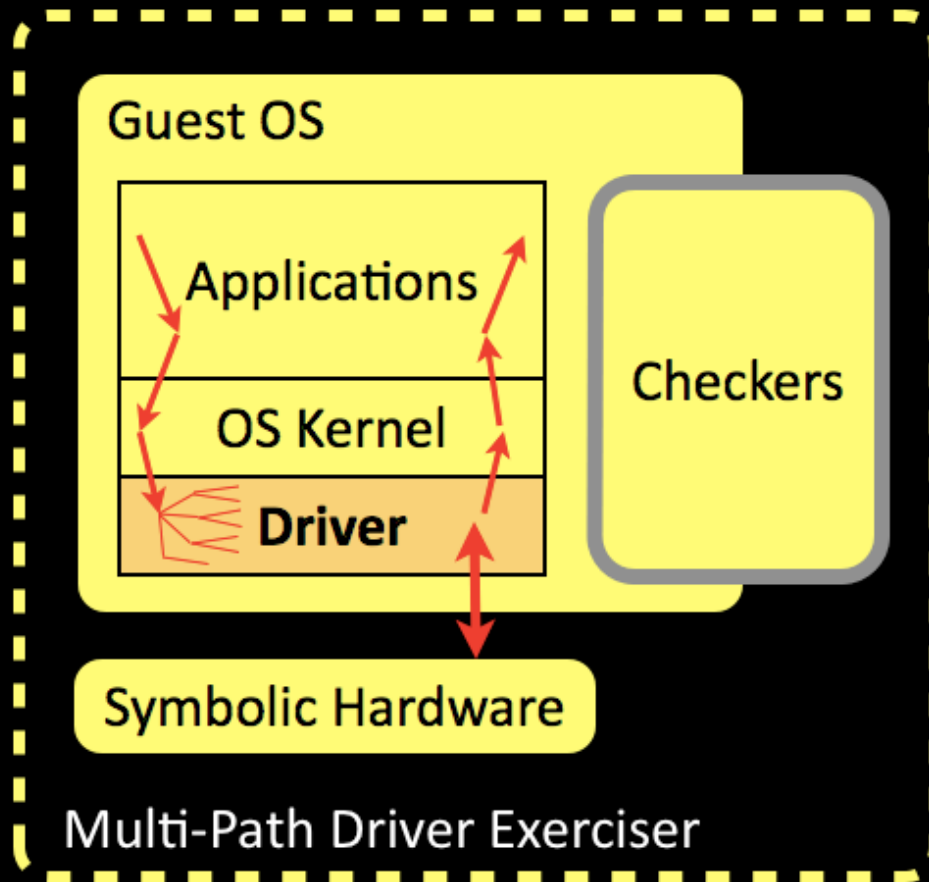 Guest OS
Applications
OS Kernel
Driver
Checkers
Symbolic Hardware
Multi-Path Driver Exerciser